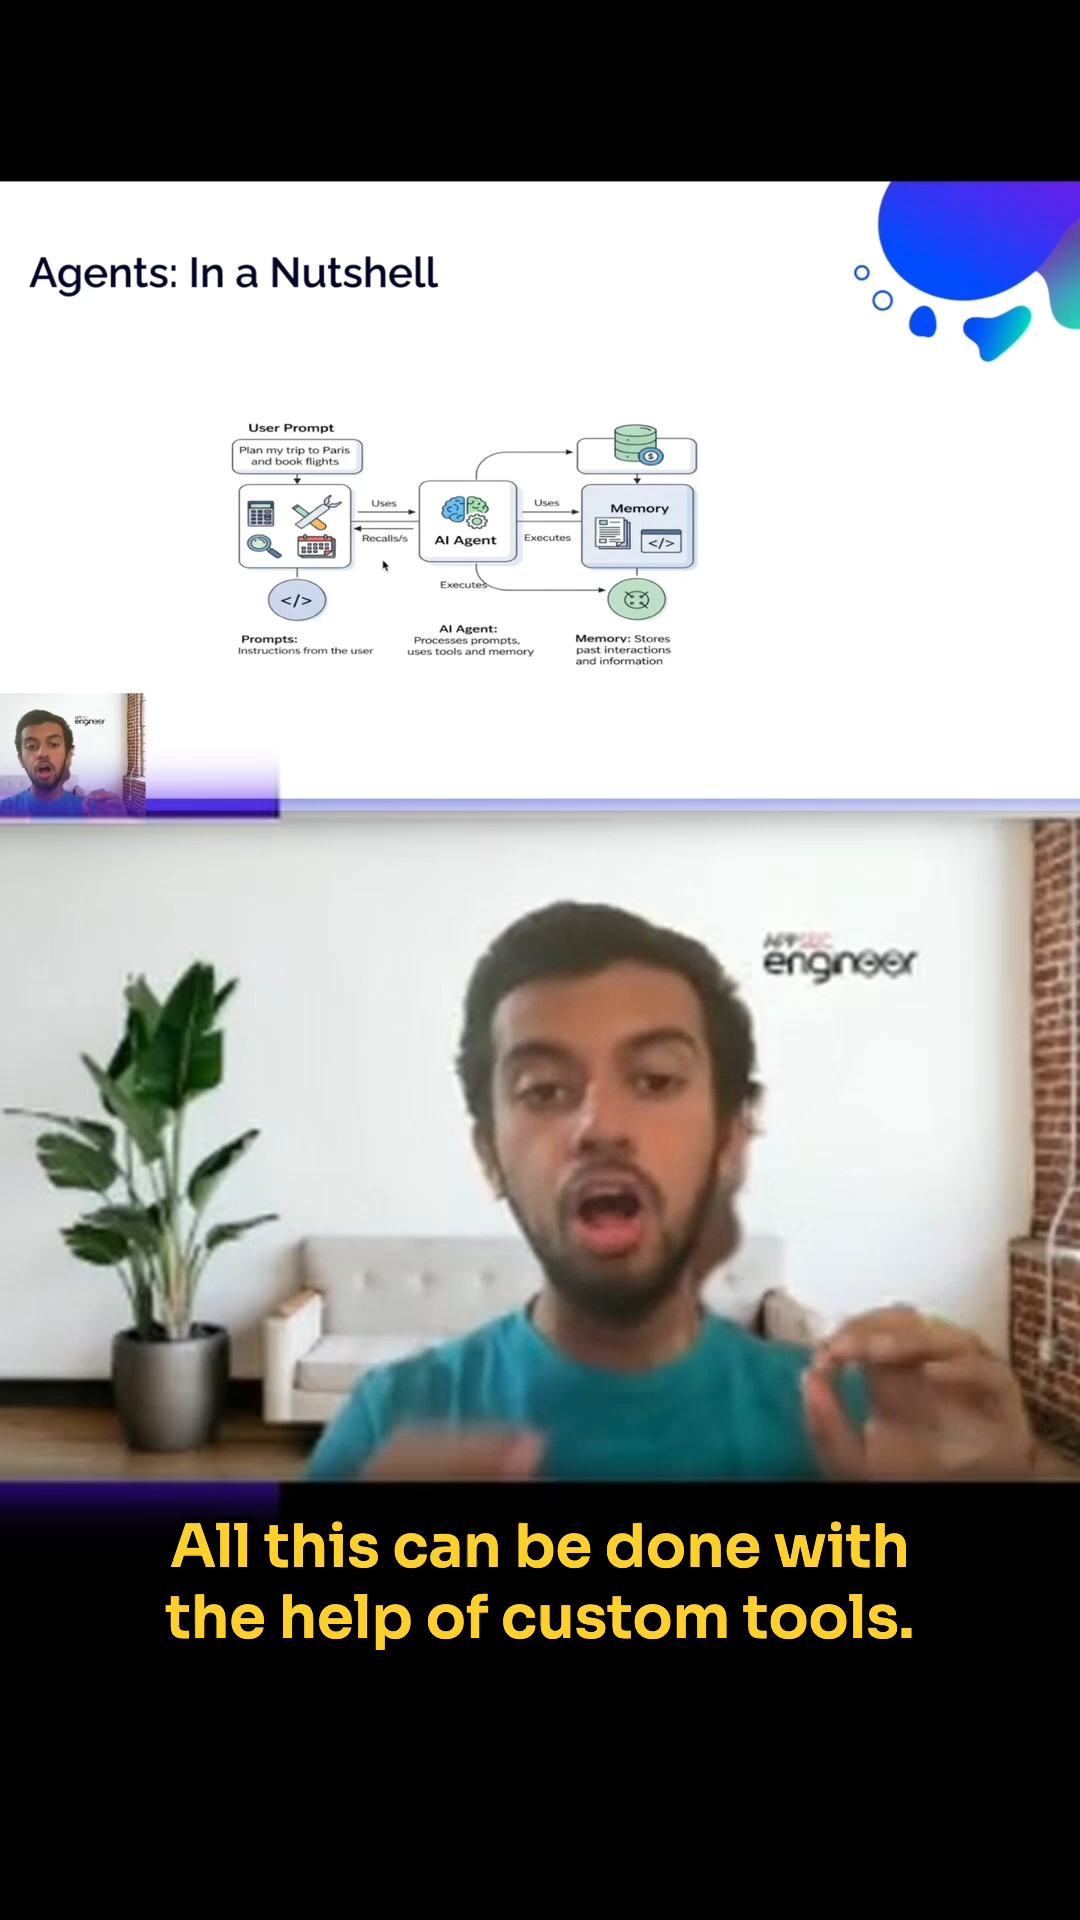 Agents: In a Nutshell
User Prompt
Plan my trip to Paris
and book flights
Uses
Recalls/s
AI Agent
Uses
Executes
Executes
Memory
</>
</>
Prompts:
Instructions from the user
AI Agent:
Processes prompts,
uses tools and memory
Memory: Stores
past interactions
and information
engineer
APPSEC
engineer
All this can be done with
the help of custom tools.